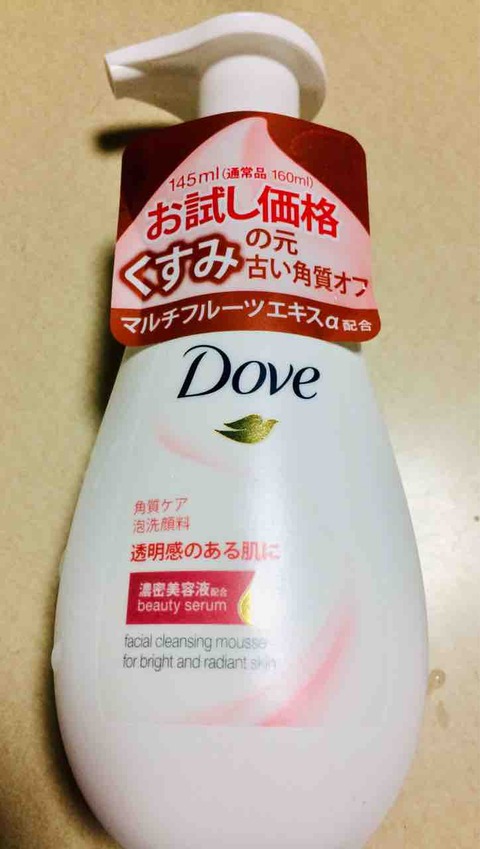 145ml(通常品 160ml)
お試し価格
くすみの元
古い角質オフ
マルチフルーツエキスα配合
Dove
角質ケア
泡洗顔料
透明感のある肌に
濃密美容液配合
beauty serum
facial cleansing mousse
for bright and radiant skin